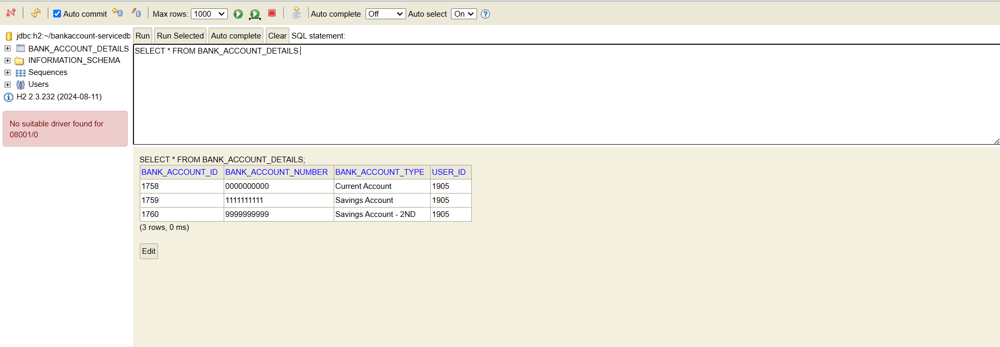 Auto commit Max rows: 1000 Auto complete Off Auto select On
jdbc:h2:~/bankaccount-servicedb
BANK_ACCOUNT_DETAILS
INFORMATION_SCHEMA
Sequences
Users
H2 2.3.232 (2024-08-11)
No suitable driver found for
08001/0
Run Run Selected Auto complete Clear SQL statement:
SELECT * FROM BANK_ACCOUNT_DETAILS
SELECT * FROM BANK_ACCOUNT_DETAILS;
BANK_ACCOUNT_ID BANK_ACCOUNT_NUMBER BANK_ACCOUNT_TYPE USER_ID
1758 0000000000 Current Account 1905
1759 1111111111 Savings Account 1905
1760 9999999999 Savings Account - 2ND 1905
(3 rows, 0 ms)
Edit